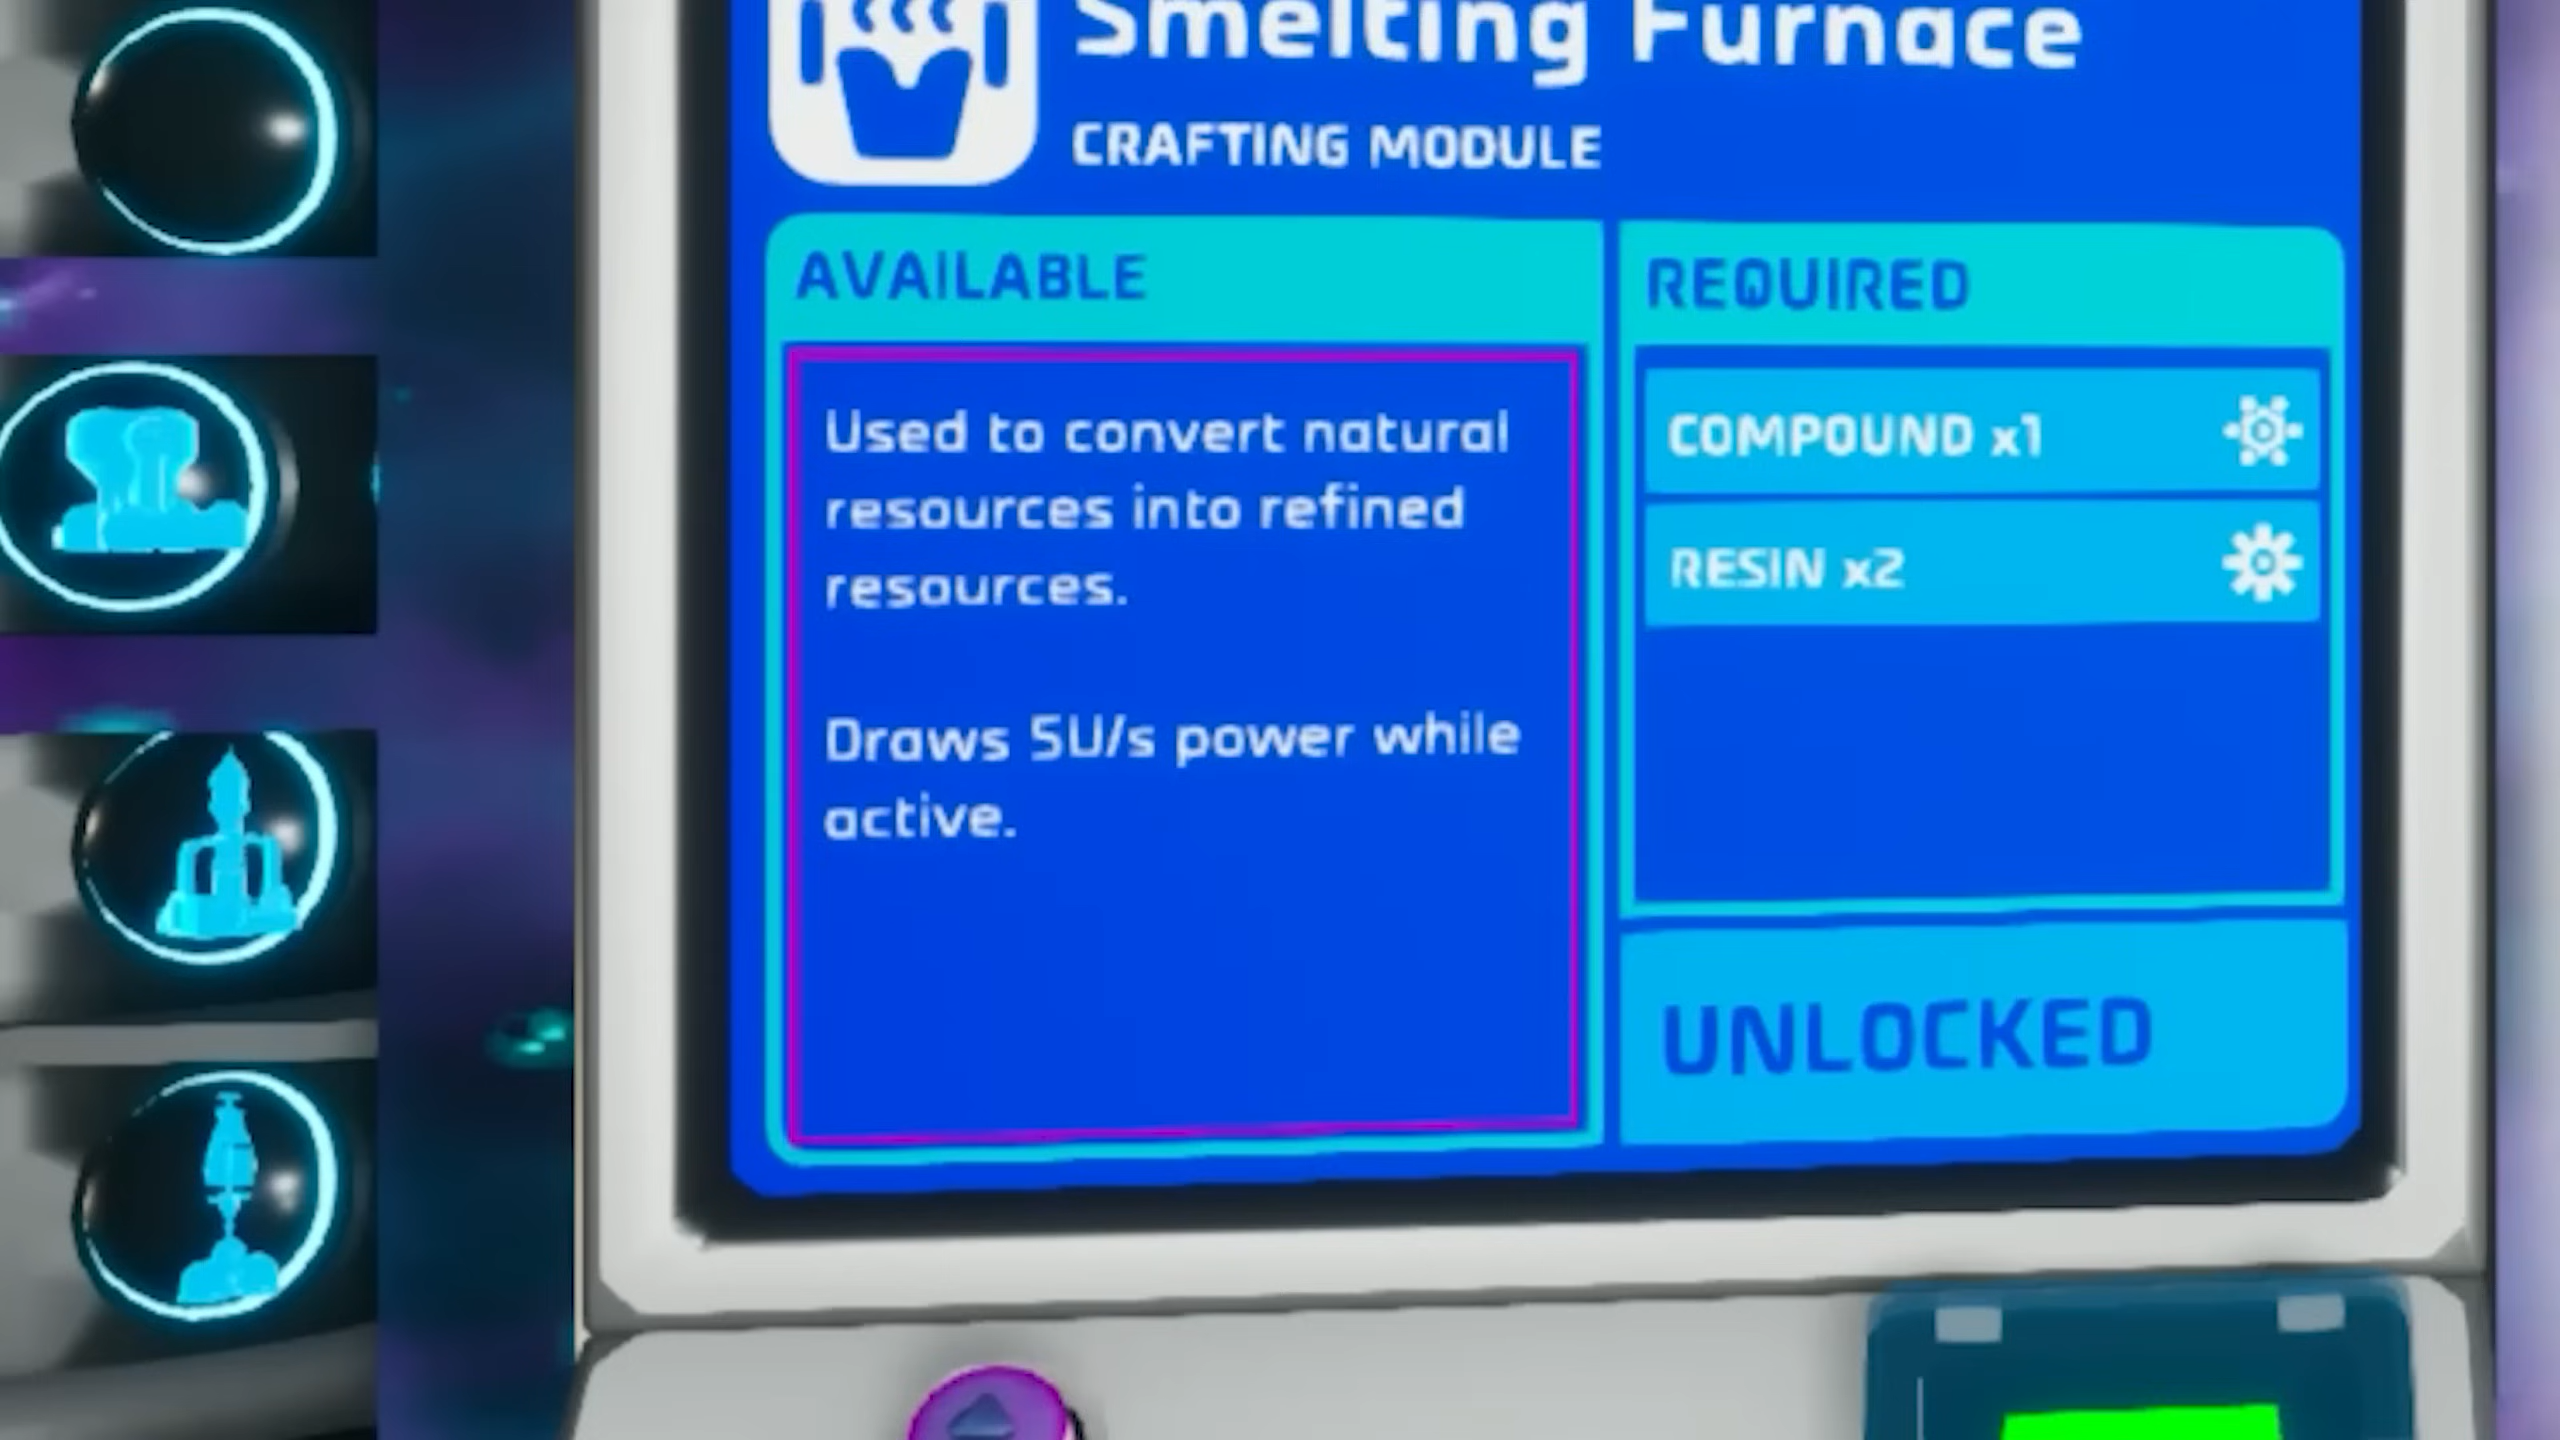 Smelting Furnace
CRAFTING MODULE
AVAILABLE
Used to convert natural
resources into refined
resources.
Draws 5U/s power while
active.
REQUIRED
COMPOUND x1
RESIN x2
UNLOCKED